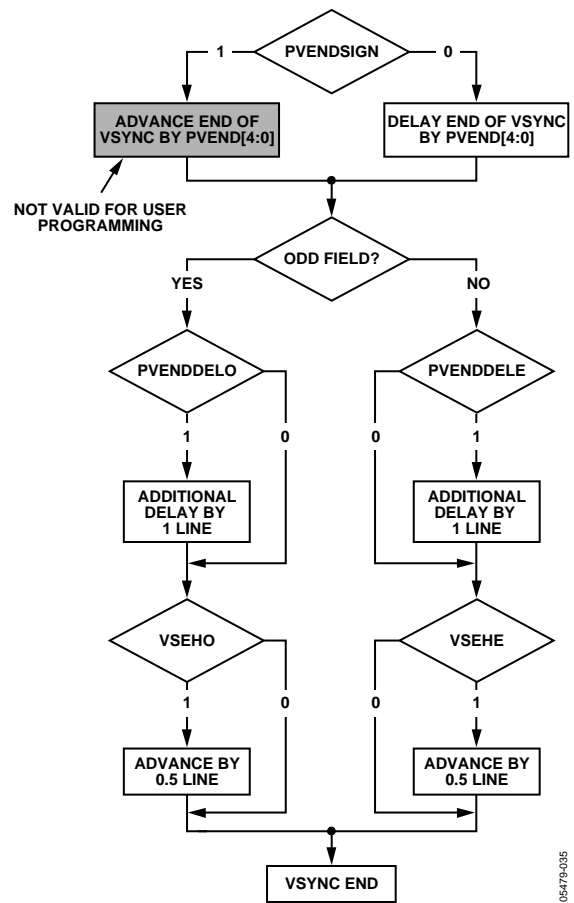 PVENDSIGN
1
0
ADVANCE END OF
VSYNC BY PVEND[4:0]
DELAY END OF VSYNC
BY PVEND[4:0]
NOT VALID FOR USER
PROGRAMMING
ODD FIELD?
YES
NO
PVENDDELO
PVENDDELE
1
0
0
1
ADDITIONAL
DELAY BY
1 LINE
ADDITIONAL
DELAY BY
1 LINE
VSEHO
VSEHE
1
0
0
1
ADVANCE BY
0.5 LINE
ADVANCE BY
0.5 LINE
VSYNC END
05479-035